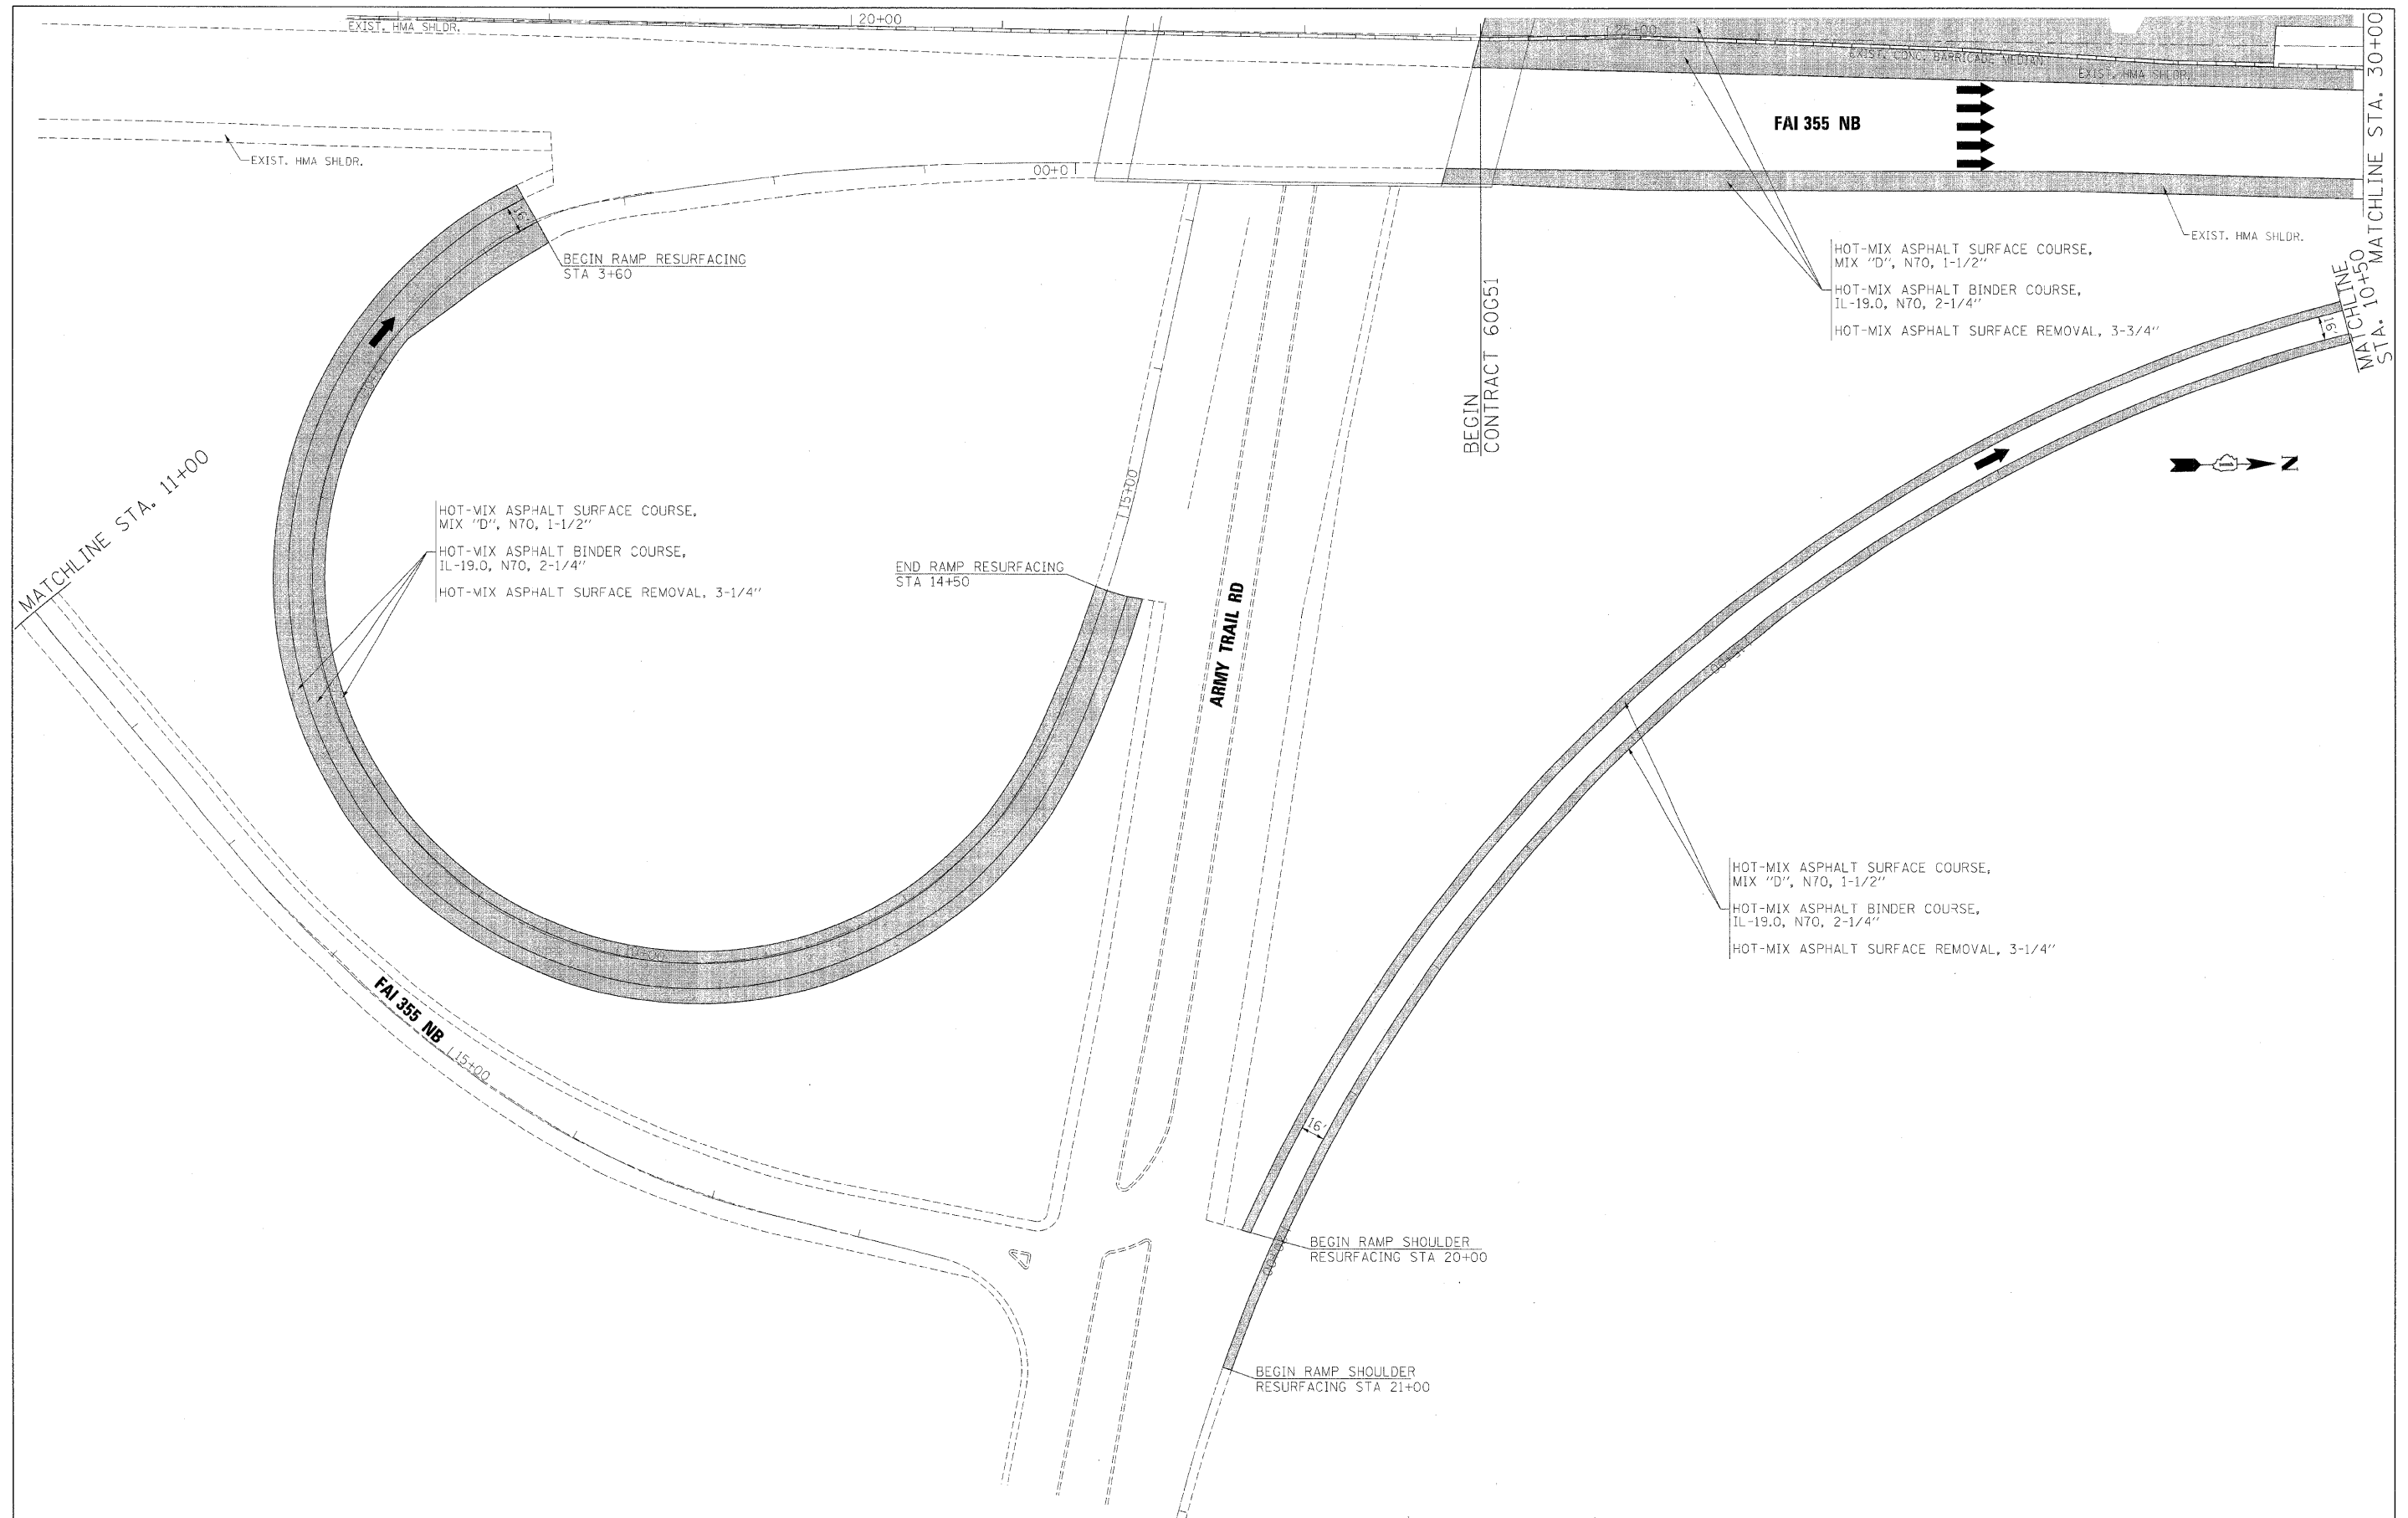 20+00
EXIST. HMA SHLDR.
25+00
EXIST. CONC. BARRICADE MEDIAN
EXIST. HMA SHLDR.
MATCHLINE STA. 30+00
FAI 355 NB
EXIST. HMA SHLDR.
0+00
16'
BEGIN RAMP RESURFACING
STA 3+60
HOT-MIX ASPHALT SURFACE COURSE,
MIX "D", N70, 1-1/2"
HOT-MIX ASPHALT BINDER COURSE,
IL-19.0, N70, 2-1/4"
HOT-MIX ASPHALT SURFACE REMOVAL, 3-3/4"
EXIST. HMA SHLDR.
MATCHLINE
STA. 10+50
16'
BEGIN
CONTRACT 60G51
1
N
MATCHLINE STA. 11+00
15+00
HOT-MIX ASPHALT SURFACE COURSE,
MIX "D", N70, 1-1/2"
HOT-MIX ASPHALT BINDER COURSE,
IL-19.0, N70, 2-1/4"
HOT-MIX ASPHALT SURFACE REMOVAL, 3-1/4"
END RAMP RESURFACING
STA 14+50
ARMY TRAIL RD
HOT-MIX ASPHALT SURFACE COURSE,
MIX "D", N70, 1-1/2"
HOT-MIX ASPHALT BINDER COURSE,
IL-19.0, N70, 2-1/4"
HOT-MIX ASPHALT SURFACE REMOVAL, 3-1/4"
FAI 355 NB
15+00
16'
BEGIN RAMP SHOULDER
RESURFACING STA 20+00
BEGIN RAMP SHOULDER
RESURFACING STA 21+00